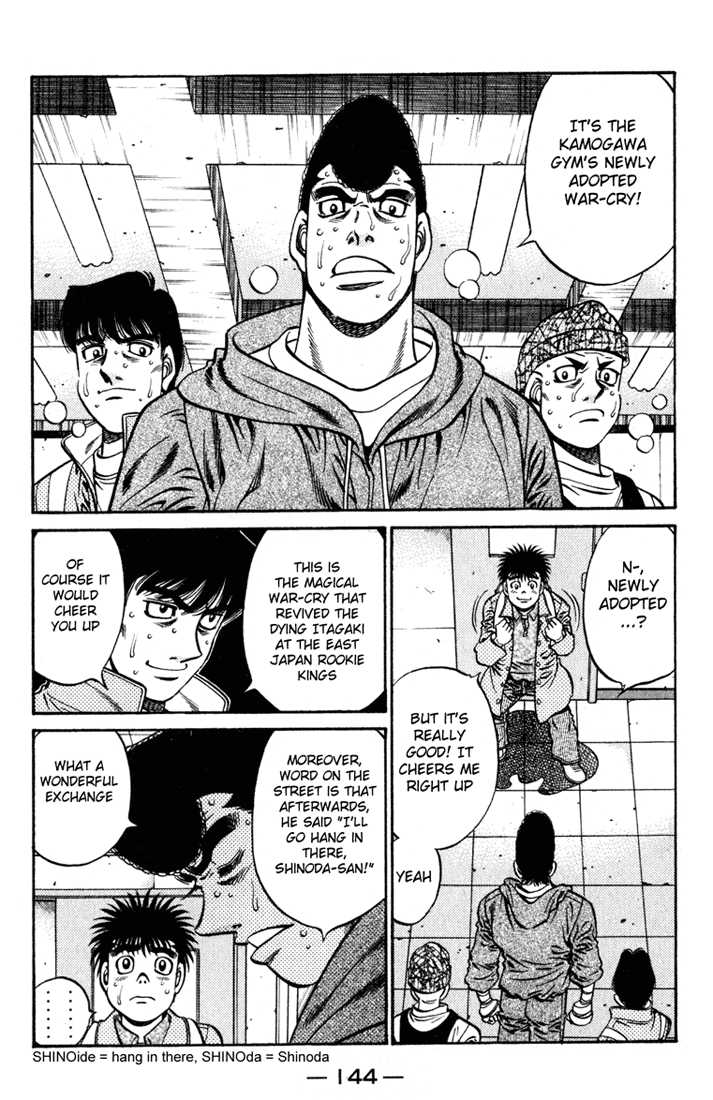 IT'S THE
KAMOGAWA
GYM'S NEWLY
ADOPTED
WAR-CRY!
N-,
NEWLY
ADOPTED
...?
BUT IT'S
REALLY
GOOD! IT
CHEERS ME
RIGHT UP
YEAH
THIS IS
THE MAGICAL
WAR-CRY THAT
REVIVED THE
DYING ITAGAKI
AT THE EAST
JAPAN ROOKIE
KINGS
OF
COURSE IT
WOULD
CHEER
YOU UP
MOREOVER,
WORD ON THE
STREET IS THAT
AFTERWARDS,
HE SAID "I'LL
GO HANG IN
THERE,
SHINODA-SAN!"
WHAT A
WONDERFUL
EXCHANGE
......
SHINOide = hang in there, SHINOda = Shinoda
— 144 —